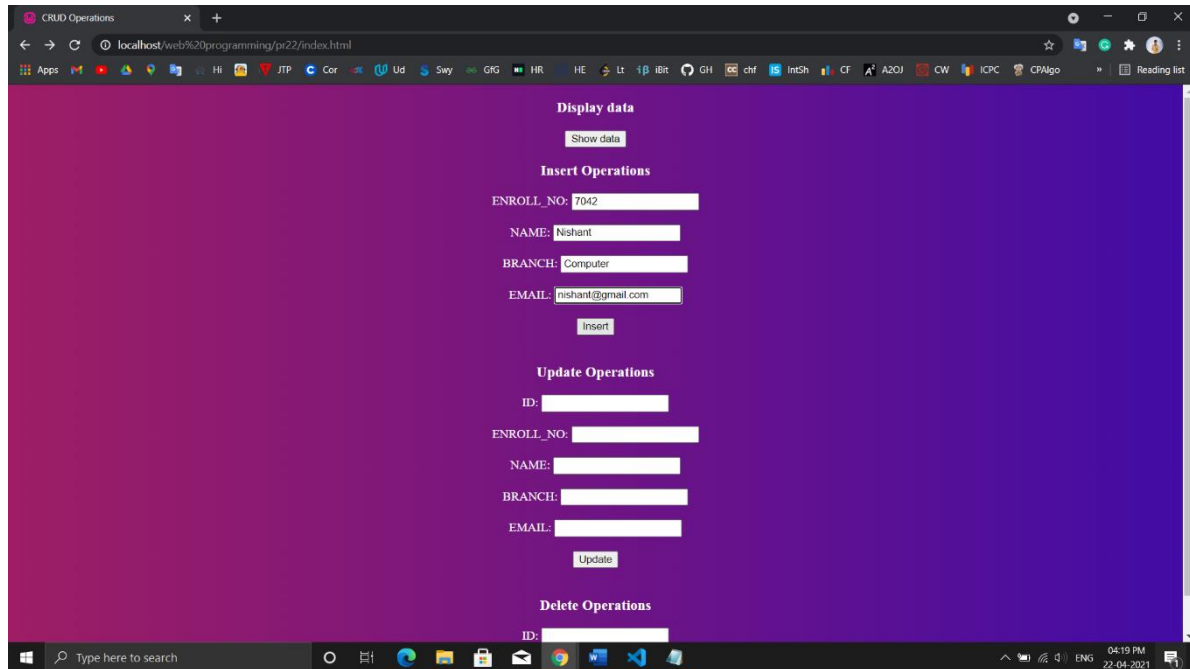 CRUD Operations
localhost/web%20programming/pr22/index.html
Apps Hi JTP Cor Ud Swy GfG HR HE Lt iBit GH chf IntSh CF A2OJ CW ICPC CPAlgo » Reading list
Display data
Show data
Insert Operations
ENROLL_NO: 7042
NAME: Nishant
BRANCH: Computer
EMAIL: nishant@gmail.com
Insert
Update Operations
ID:
ENROLL_NO:
NAME:
BRANCH:
EMAIL:
Update
Delete Operations
ID:
Type here to search
ENG
04:19 PM
22-04-2021